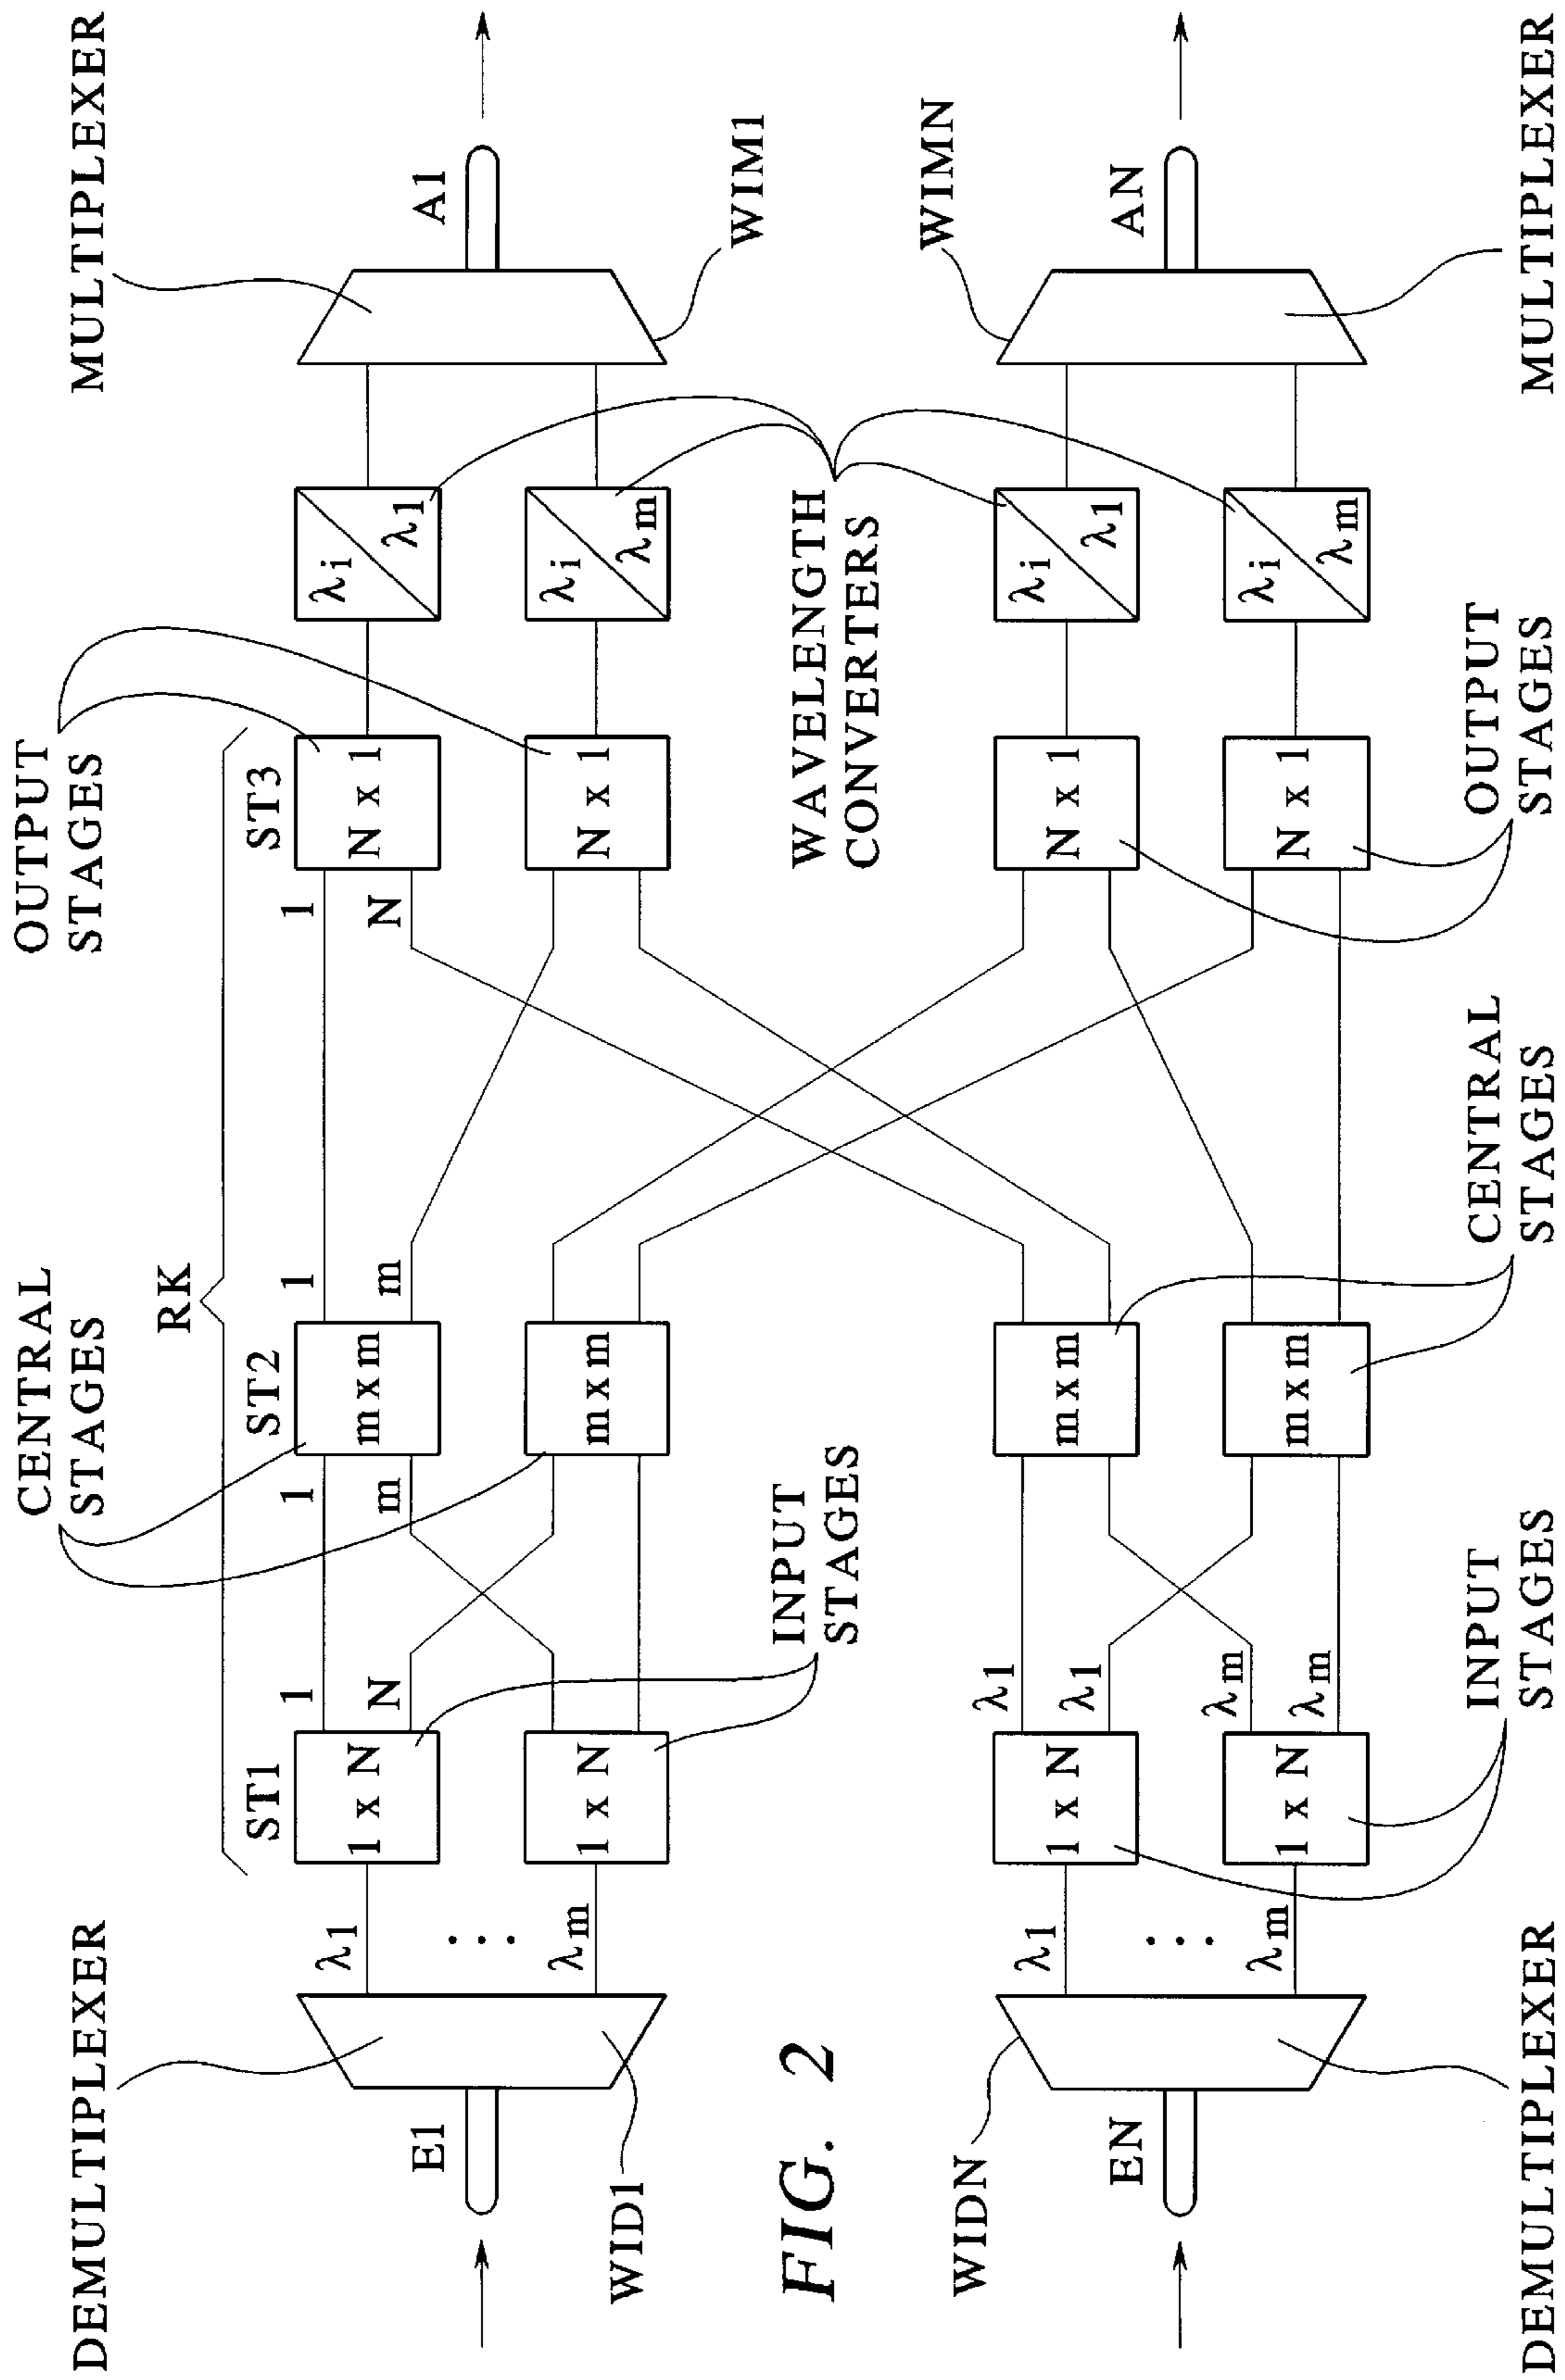 DEMULTIPLEXER
CENTRAL
STAGES
OUTPUT
STAGES
MULTIPLEXER
RK
ST1
ST2
ST3
E1
λ1
1 x N
1
N
1
m
m x m
1
m
1
N
N x 1
λi
λ1
A1
. . .
λm
1 x N
m x m
N x 1
λi
λm
WID1
WIM1
INPUT
STAGES
WAVELENGTH
CONVERTERS
FIG. 2
WIDN
WIMN
EN
λ1
1 x N
λ1
λ1
m x m
N x 1
λi
λ1
AN
. . .
λm
1 x N
λm
λm
m x m
N x 1
λi
λm
DEMULTIPLEXER
INPUT
STAGES
CENTRAL
STAGES
OUTPUT
STAGES
MULTIPLEXER